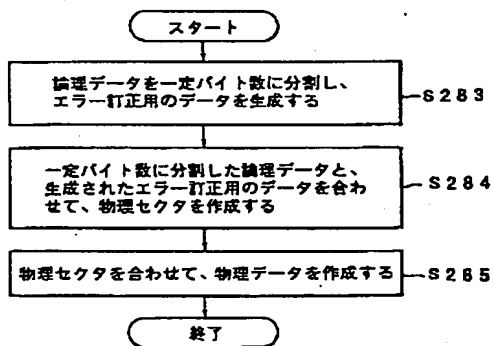 スタート
論理データを一定バイト数に分割し、
エラー訂正用のデータを生成する
S283
一定バイト数に分割した論理データと、
生成されたエラー訂正用のデータを合わ
せて、物理セクタを作成する
S284
物理セクタを合わせて、物理データを作成する
S265
終了